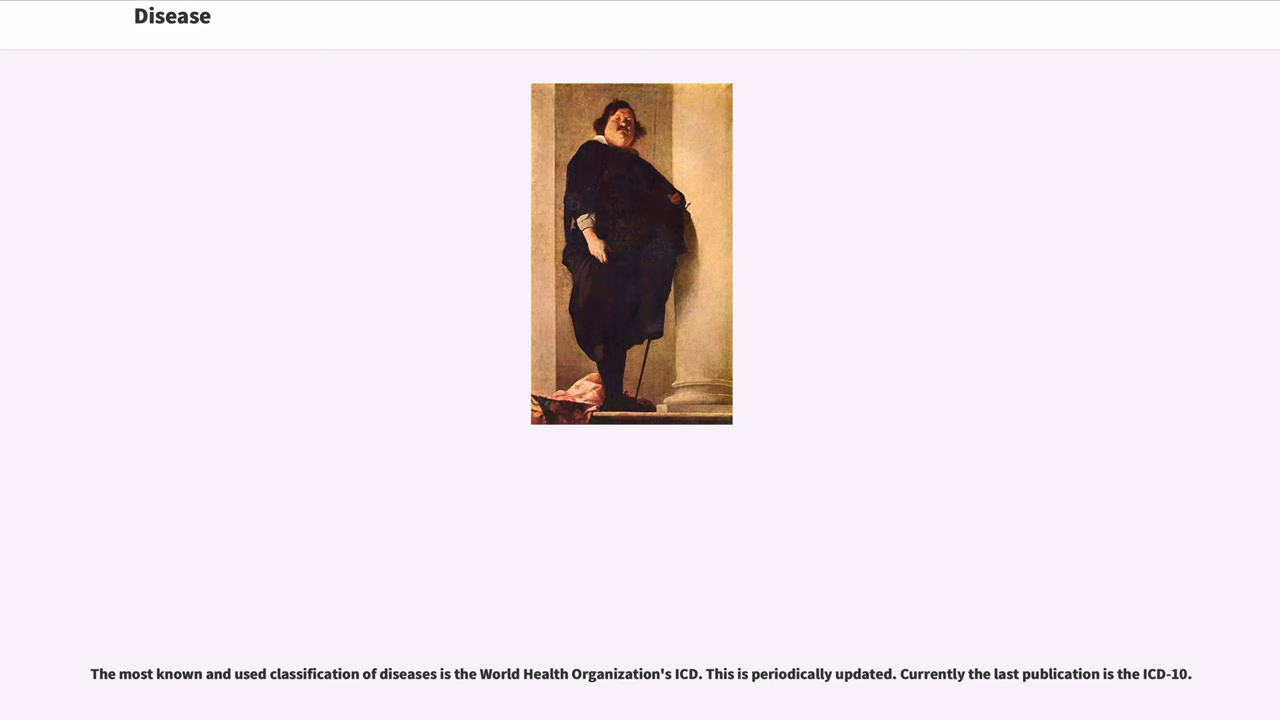 Disease
The most known and used classification of diseases is the World Health Organization's ICD. This is periodically updated. Currently the last publication is the ICD-10.